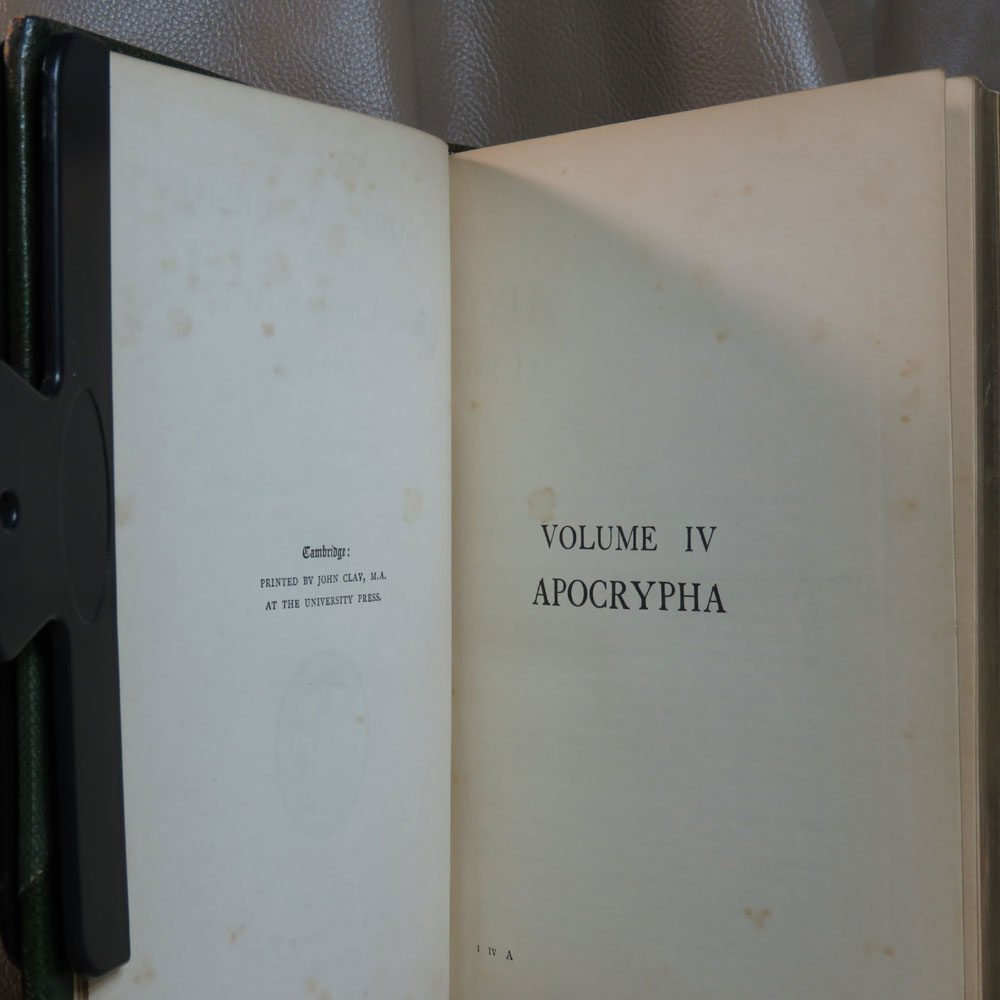 Cambridge:
PRINTED BY JOHN CLAY, M.A.
AT THE UNIVERSITY PRESS.
VOLUME IV
APOCRYPHA
I IV A